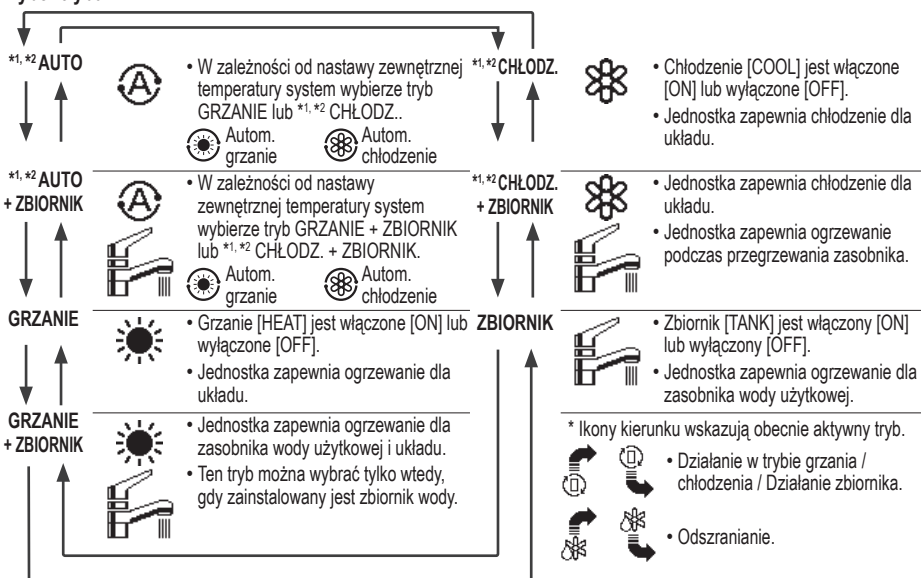 *1, *2 AUTO
• W zależności od nastawy zewnętrznej
temperatury system wybierze tryb
GRZANIE lub *1, *2 CHŁODZ..
Autom.
grzanie
Autom.
chłodzenie
*1, *2 AUTO
+ ZBIORNIK
• W zależności od nastawy
zewnętrznej temperatury system
wybierze tryb GRZANIE + ZBIORNIK
lub *1, *2 CHŁODZ. + ZBIORNIK.
Autom.
grzanie
Autom.
chłodzenie
GRZANIE
• Grzanie [HEAT] jest włączone [ON] lub
wyłączone [OFF].
• Jednostka zapewnia ogrzewanie dla
układu.
GRZANIE
+ ZBIORNIK
• Jednostka zapewnia ogrzewanie dla
zasobnika wody użytkowej i układu.
• Ten tryb można wybrać tylko wtedy,
gdy zainstalowany jest zbiornik wody.
*1, *2 CHŁODZ.
• Chłodzenie [COOL] jest włączone
[ON] lub wyłączone [OFF].
• Jednostka zapewnia chłodzenie dla
układu.
*1, *2 CHŁODZ.
+ ZBIORNIK
• Jednostka zapewnia chłodzenie dla
układu.
• Jednostka zapewnia ogrzewanie
podczas przegrzewania zasobnika.
ZBIORNIK
• Zbiornik [TANK] jest włączony [ON]
lub wyłączony [OFF].
• Jednostka zapewnia ogrzewanie dla
zasobnika wody użytkowej.
* Ikony kierunku wskazują obecnie aktywny tryb.
• Działanie w trybie grzania /
chłodzenia / Działanie zbiornika.
• Odszranianie.